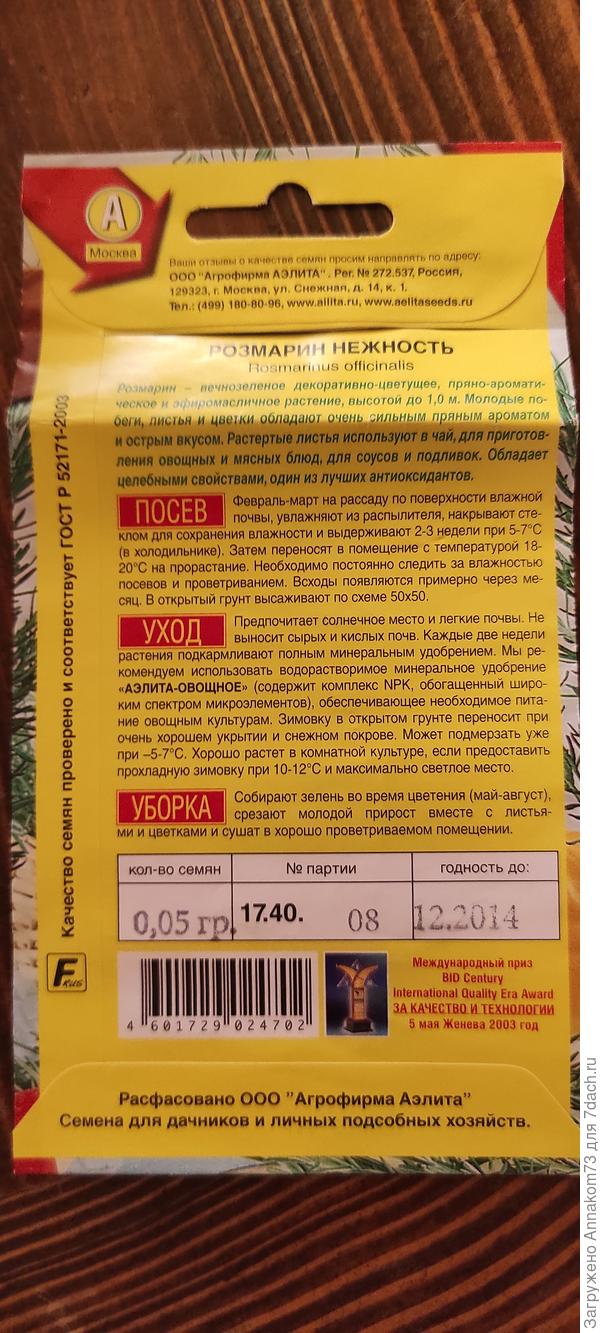 А
Москва
Ваши отзывы о качестве семян просим направлять по адресу:
ООО "Агрофирма АЭЛИТА". Рег. № 272.537, Россия,
129323, г. Москва, ул. Снежная, д. 14, к. 1.
Тел.: (499) 180-80-96, www.ailita.ru, www.aelitaseeds.ru
РОЗМАРИН НЕЖНОСТЬ
Rosmarinus officinalis
Розмарин – вечнозеленое декоративно-цветущее, пряно-аромати-
ческое и эфиромасличное растение, высотой до 1,0 м. Молодые по-
беги, листья и цветки обладают очень сильным пряным ароматом
и острым вкусом. Растертые листья используют в чай, для приготов-
ления овощных и мясных блюд, для соусов и подливок. Обладает
целебными свойствами, один из лучших антиоксидантов.
ПОСЕВ Февраль-март на рассаду по поверхности влажной
почвы, увлажняют из распылителя, накрывают сте-
клом для сохранения влажности и выдерживают 2-3 недели при 5-7°С
(в холодильнике). Затем переносят в помещение с температурой 18-
20°С на прорастание. Необходимо постоянно следить за влажностью
посевов и проветриванием. Всходы появляются примерно через ме-
сяц. В открытый грунт высаживают по схеме 50х50.
УХОД Предпочитает солнечное место и легкие почвы. Не
выносит сырых и кислых почв. Каждые две недели
растения подкармливают полным минеральным удобрением. Мы ре-
комендуем использовать водорастворимое минеральное удобрение
«АЭЛИТА-ОВОЩНОЕ» (содержит комплекс NPK, обогащенный широ-
ким спектром микроэлементов), обеспечивающее необходимое пита-
ние овощным культурам. Зимовку в открытом грунте переносит при
очень хорошем укрытии и снежном покрове. Может подмерзать уже
при –5-7°С. Хорошо растет в комнатной культуре, если предоставить
прохладную зимовку при 10-12°С и максимально светлое место.
УБОРКА Собирают зелень во время цветения (май-август),
срезают молодой прирост вместе с листья-
ми и цветками и сушат в хорошо проветриваемом помещении.
кол-во семян № партии годность до:
0,05 гр. 17.40. 08 12.2014
Международный приз
BID Century
International Quality Era Award
ЗА КАЧЕСТВО И ТЕХНОЛОГИИ
5 мая Женева 2003 год
4 601729 024702
Расфасовано ООО "Агрофирма Аэлита"
Семена для дачников и личных подсобных хозяйств.
Качество семян проверено и соответствует ГОСТ Р 52171-2003
Загружено Annakom73 для 7dach.ru